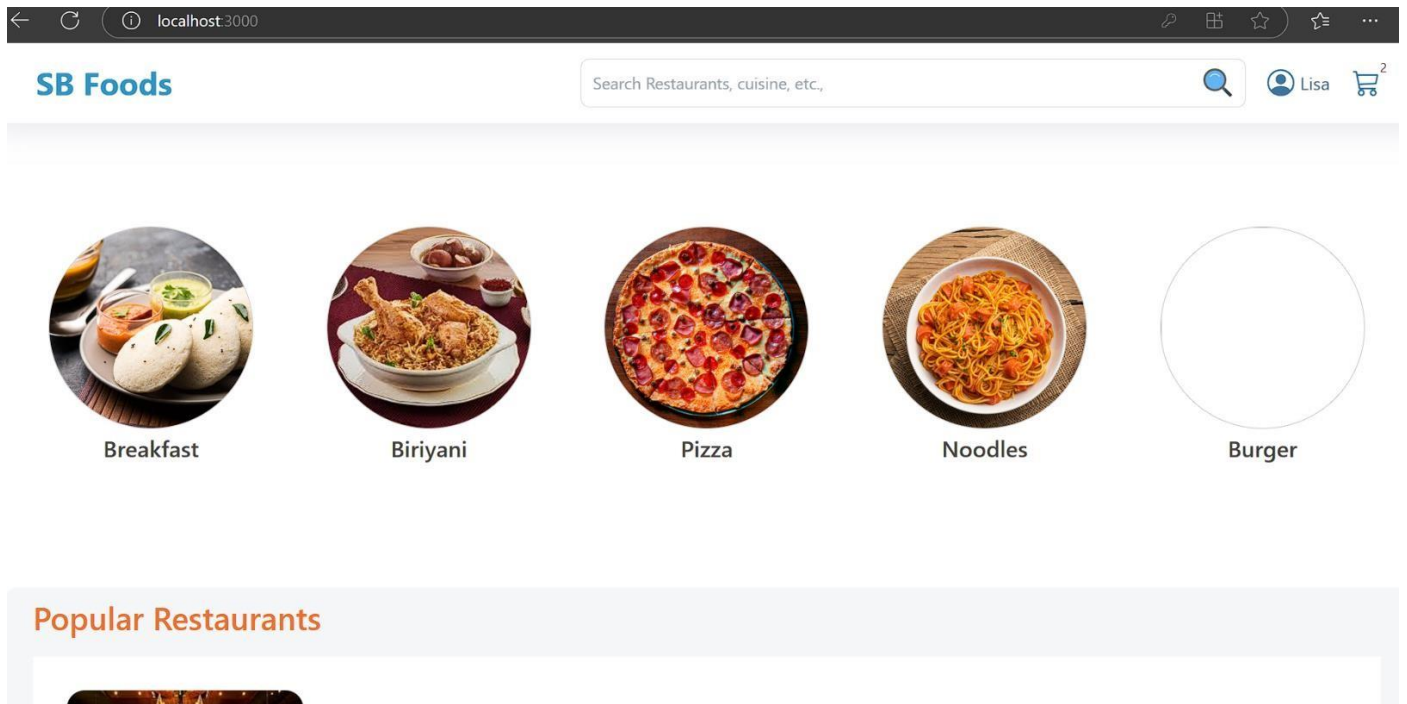 localhost:3000
SB Foods
Search Restaurants, cuisine, etc.,
Lisa
2
Breakfast
Biriyani
Pizza
Noodles
Burger
Popular Restaurants